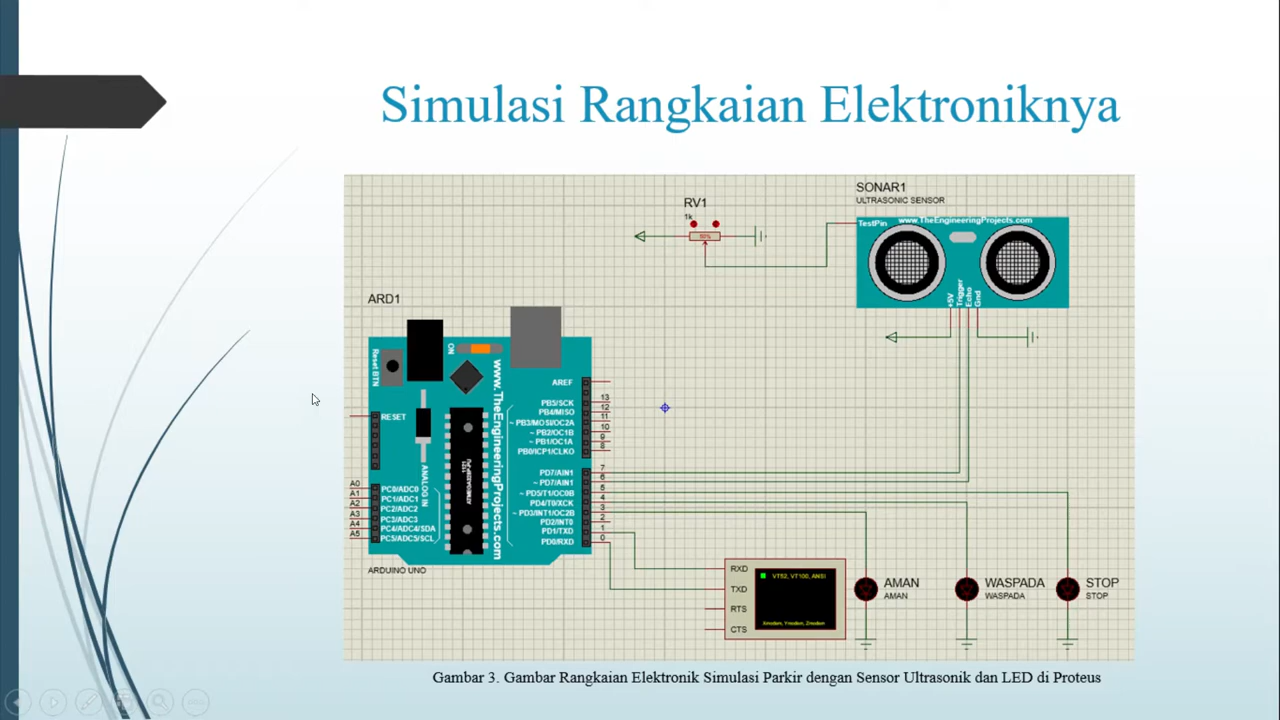 Simulasi Rangkaian Elektroniknya
SONAR1
ULTRASONIC SENSOR
RV1
1k
TestPin
www.TheEngineeringProjects.com
+5V
Trigger
Echo
Gnd
ARD1
Reset BTN
ON
www.TheEngineeringProjects.com
AREF
RESET
PB5/SCK 13
PB4/MISO 12
~ PB3/MOSI/OC2A 11
~ PB2/OC1B 10
~ PB1/OC1A 9
PB0/ICP1/CLKO 8
PD7/AIN1 7
~ PD7/AIN1 6
~ PD5/T1/OC0B 5
PD4/T0/XCK 4
~ PD3/INT1/OC2B 3
PD2/INT0 2
PD1/TXD 1
PD0/RXD 0
ANALOG IN
A0 PC0/ADC0
A1 PC1/ADC1
A2 PC2/ADC2
A3 PC3/ADC3
A4 PC4/ADC4/SDA
A5 PC5/ADC5/SCL
ARDUINO UNO
RXD
TXD
RTS
CTS
VT52, VT100, ANSI
Xmodem, Ymodem, Zmodem
AMAN
AMAN
WASPADA
WASPADA
STOP
STOP
Gambar 3. Gambar Rangkaian Elektronik Simulasi Parkir dengan Sensor Ultrasonik dan LED di Proteus